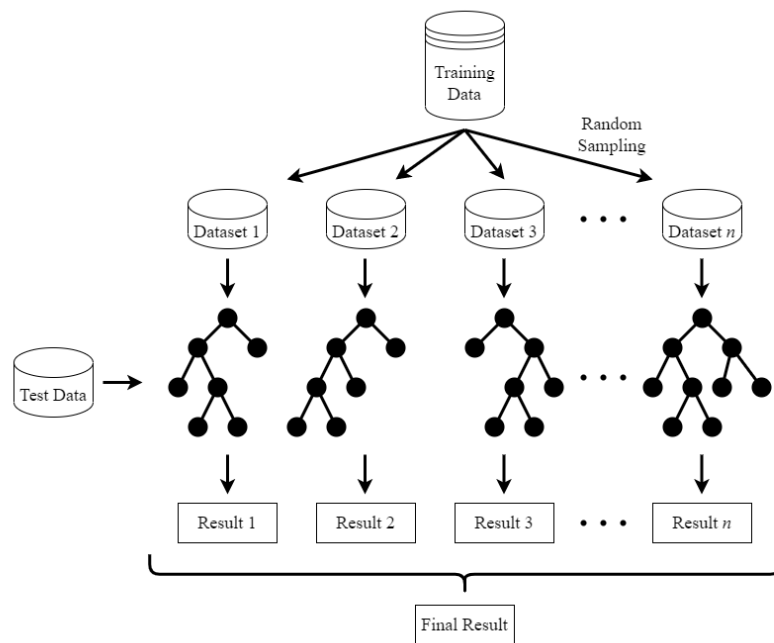 Training
Data
Random
Sampling
Dataset 1
Dataset 2
Dataset 3
Dataset n
Test Data
Result 1
Result 2
Result 3
Result n
Final Result